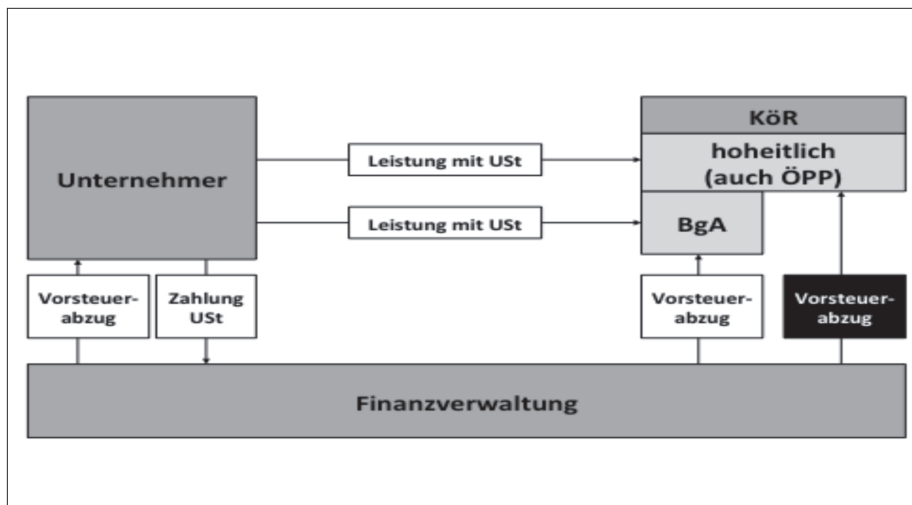 KöR
Unternehmer
Leistung mit USt
hoheitlich
(auch ÖPP)
Leistung mit USt
BgA
Vorsteuer-
abzug
Zahlung
USt
Vorsteuer-
abzug
Vorsteuer-
abzug
Finanzverwaltung